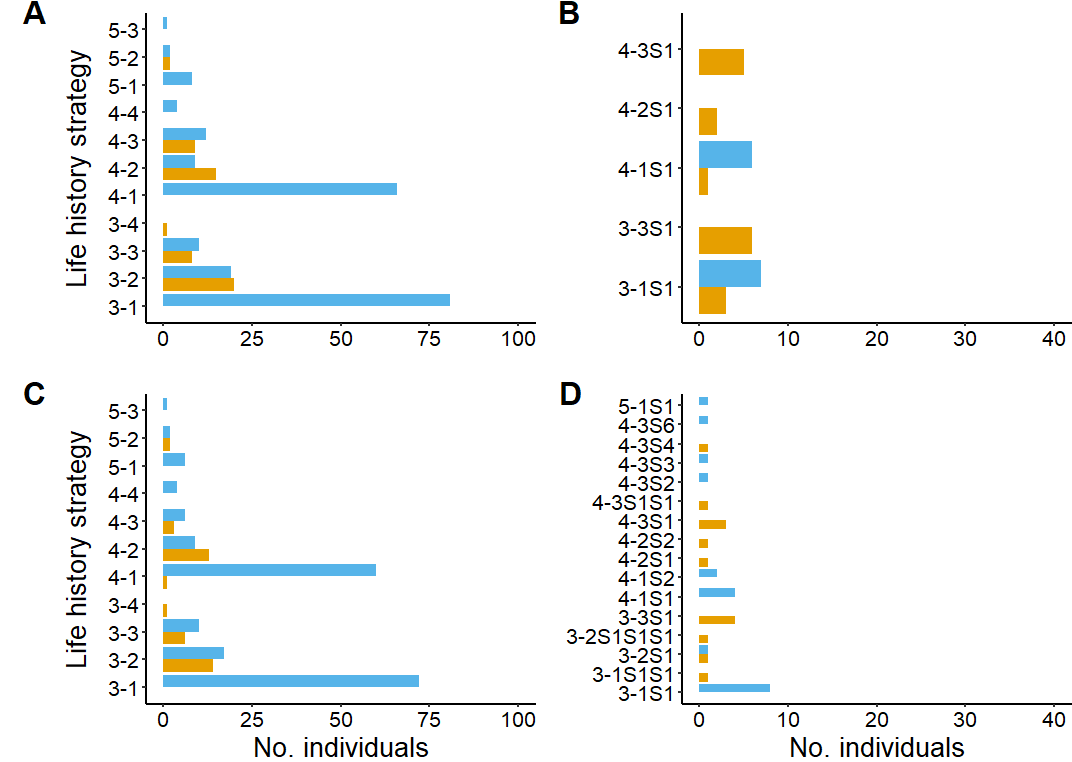 A
Life history strategy
5-3
5-2
5-1
4-4
4-3
4-2
4-1
3-4
3-3
3-2
3-1
0 25 50 75 100
B
4-3S1
4-2S1
4-1S1
3-3S1
3-1S1
0 10 20 30 40
C
Life history strategy
5-3
5-2
5-1
4-4
4-3
4-2
4-1
3-4
3-3
3-2
3-1
0 25 50 75 100
No. individuals
D
5-1S1
4-3S6
4-3S4
4-3S3
4-3S2
4-3S1S1
4-3S1
4-2S2
4-2S1
4-1S2
4-1S1
3-3S1
3-2S1S1S1
3-2S1
3-1S1S1
3-1S1
0 10 20 30 40
No. individuals